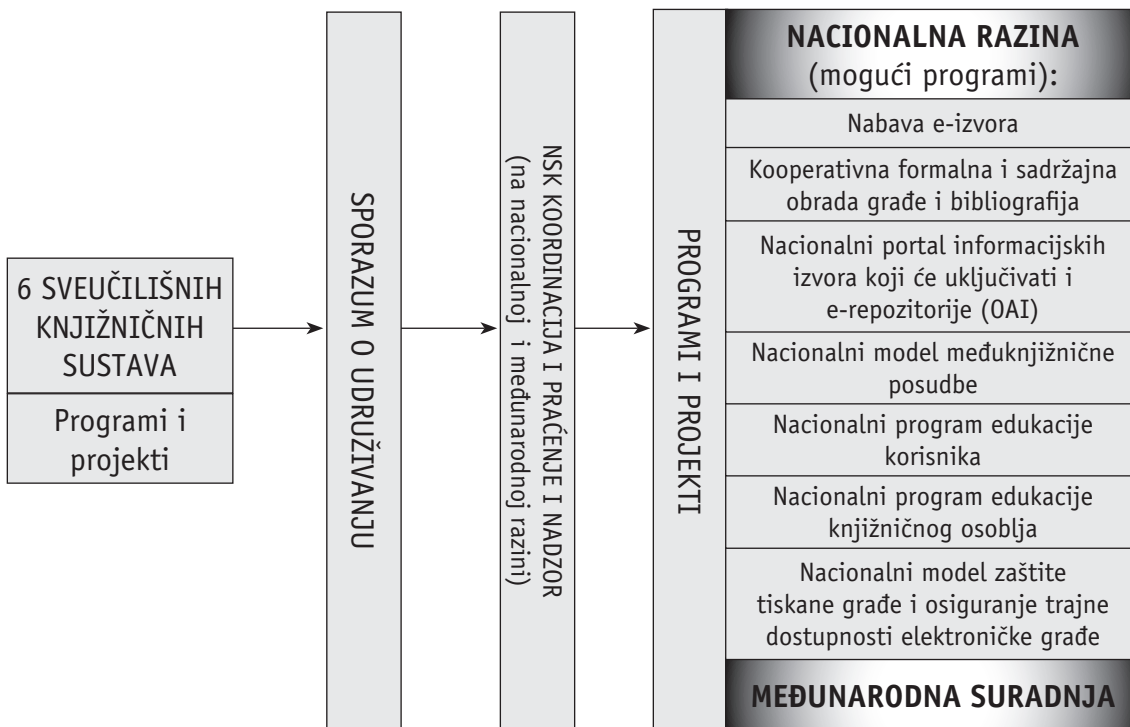 6 SVEUČILIŠNIH
KNJIŽNIČNIH
SUSTAVA
Programi i
projekti
SPORAZUM O UDRUŽIVANJU
NSK KOORDINACIJA I PRAĆENJE I NADZOR
(na nacionalnoj i međunarodnoj razini)
PROGRAMI I PROJEKTI
NACIONALNA RAZINA
(mogući programi):
Nabava e-izvora
Kooperativna formalna i sadržajna
obrada građe i bibliografija
Nacionalni portal informacijskih
izvora koji će uključivati i
e-repozitorije (OAI)
Nacionalni model međuknjižnične
posudbe
Nacionalni program edukacije
korisnika
Nacionalni program edukacije
knjižničnog osoblja
Nacionalni model zaštite
tiskane građe i osiguranje trajne
dostupnosti elektroničke građe
MEĐUNARODNA SURADNJA